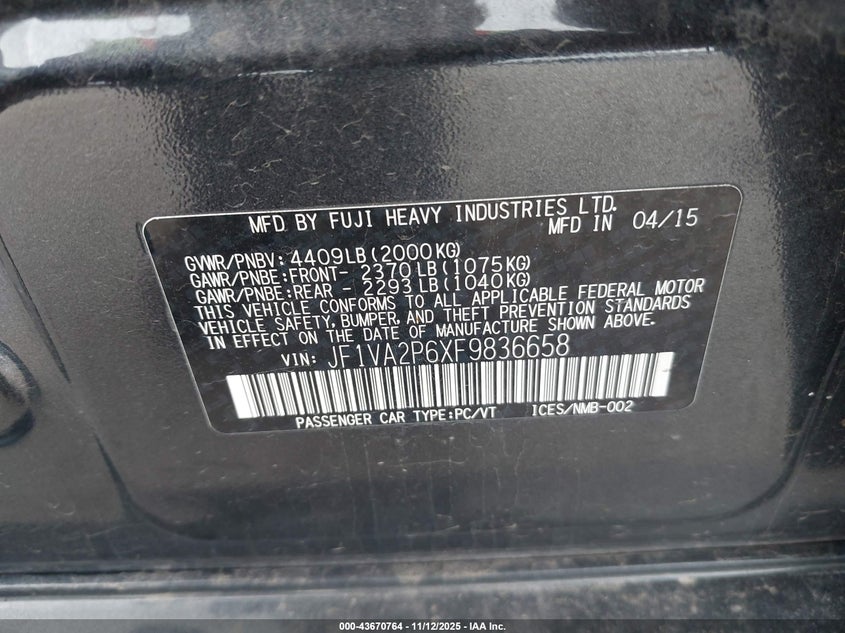 MFD BY FUJI HEAVY INDUSTRIES LTD.
MFD IN 04/15
GVWR/PNBV: 4409LB(2000KG)
GAWR/PNBE:FRONT- 2370LB(1075KG)
GAWR/PNBE:REAR - 2293LB(1040KG)
THIS VEHICLE CONFORMS TO ALL APPLICABLE FEDERAL MOTOR
VEHICLE SAFETY, BUMPER, AND THEFT PREVENTION STANDARDS
IN EFFECT ON THE DATE OF MANUFACTURE SHOWN ABOVE.
VIN: JF1VA2P6XF9836658
PASSENGER CAR TYPE:PC/VT ICES/NMB-002
000-43670764 - 11/12/2025 - IAA Inc.